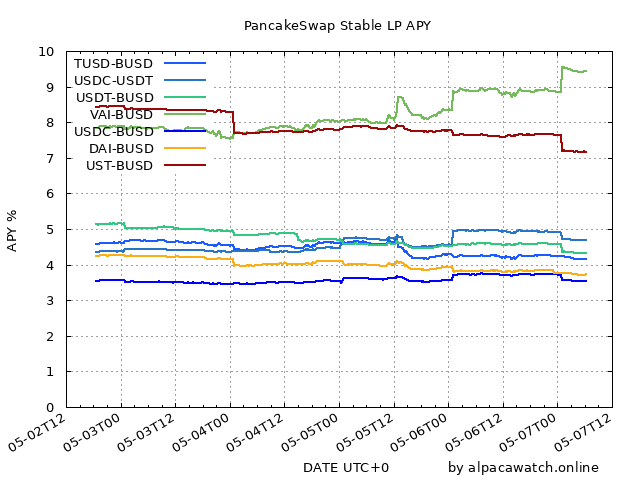 PancakeSwap Stable LP APY
10
9
8
7
6
5
4
3
2
1
0
APY %
TUSD-BUSD
USDC-USDT
USDT-BUSD
VAI-BUSD
USDC-BUSD
DAI-BUSD
UST-BUSD
05-02T12
05-03T00
05-03T12
05-04T00
05-04T12
05-05T00
05-05T12
05-06T00
05-06T12
05-07T00
05-07T12
DATE UTC+0
by alpacawatch.online